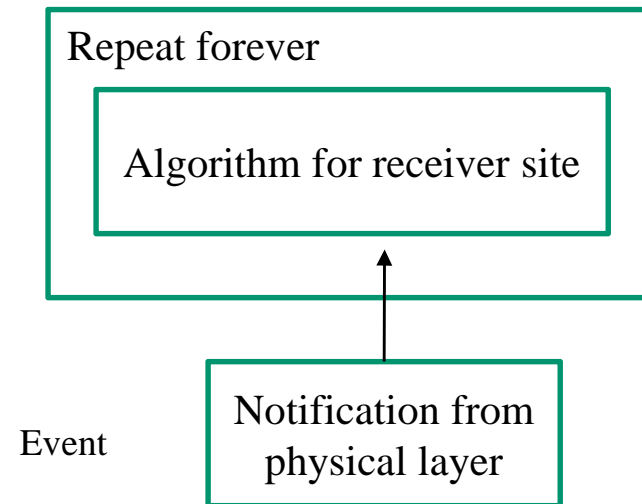 Repeat forever
Algorithm for receiver site
Notification from
Event
physical layer